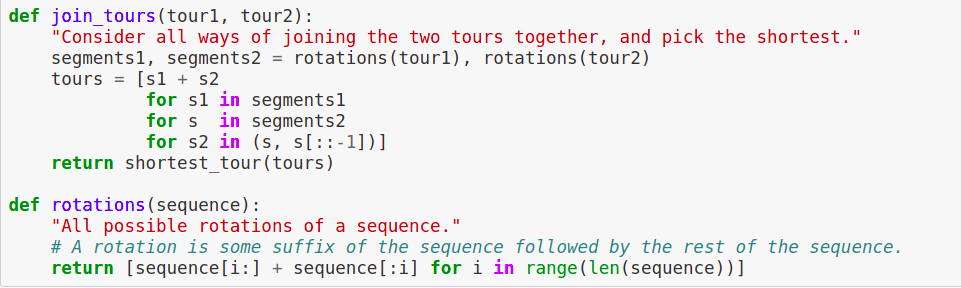 def join_tours(tour1, tour2):
    "Consider all ways of joining the two tours together, and pick the shortest."
    segments1, segments2 = rotations(tour1), rotations(tour2)
    tours = [s1 + s2
             for s1 in segments1
             for s  in segments2
             for s2 in (s, s[::-1])]
    return shortest_tour(tours)

def rotations(sequence):
    "All possible rotations of a sequence."
    # A rotation is some suffix of the sequence followed by the rest of the sequence.
    return [sequence[i:] + sequence[:i] for i in range(len(sequence))]